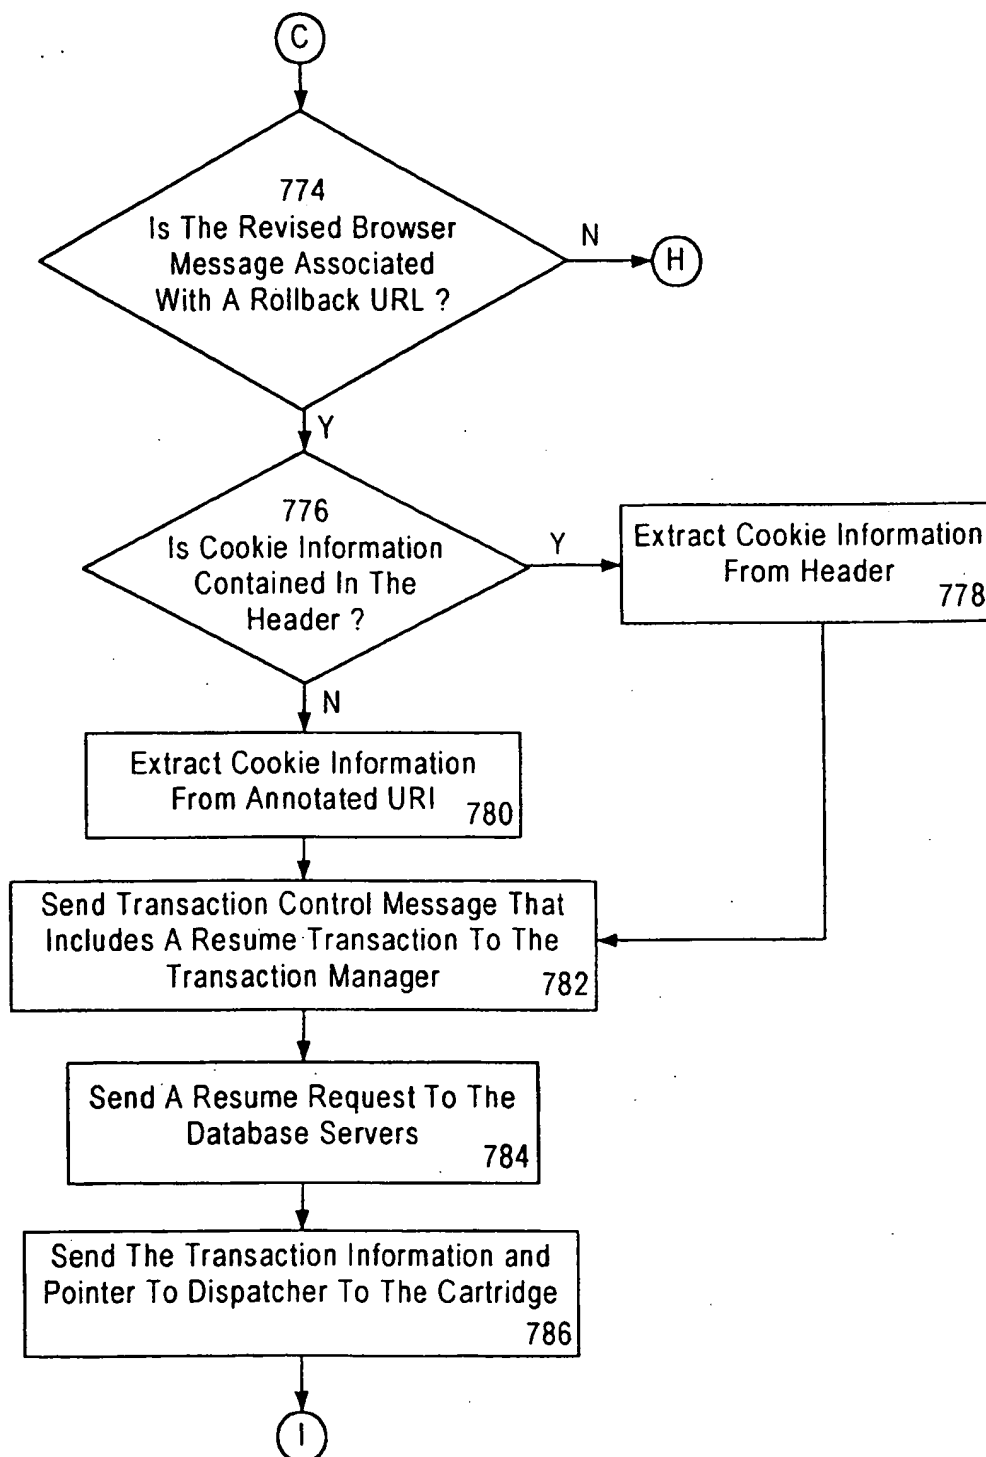 C
774
Is The Revised Browser
Message Associated
With A Rollback URL ?
N
H
Y
776
Is Cookie Information
Contained In The
Header ?
Y
Extract Cookie Information
From Header
778
N
Extract Cookie Information
From Annotated URI
780
Send Transaction Control Message That
Includes A Resume Transaction To The
Transaction Manager
782
Send A Resume Request To The
Database Servers
784
Send The Transaction Information and
Pointer To Dispatcher To The Cartridge
786
I